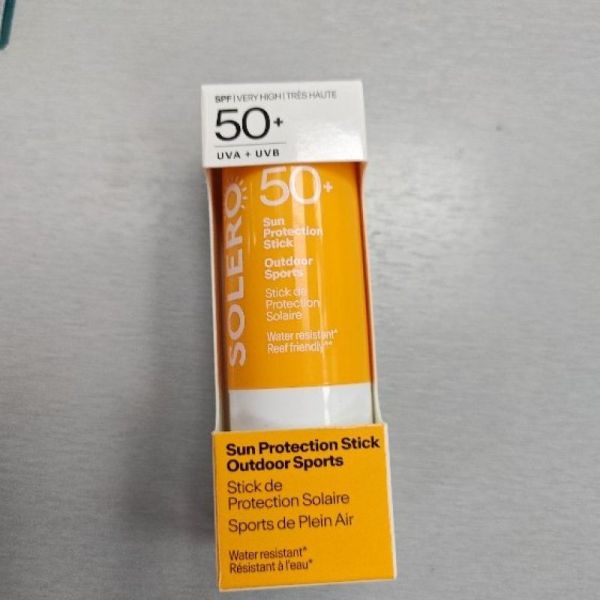 SPF | VERY HIGH | TRÈS HAUTE
50+
UVA + UVB
SOLERO
50+
Sun
Protection
Stick
Outdoor
Sports
Stick de
Protection
Solaire
Water resistant*
Reef friendly**
Sun Protection Stick
Outdoor Sports
Stick de
Protection Solaire
Sports de Plein Air
Water resistant*
Résistant à l'eau*